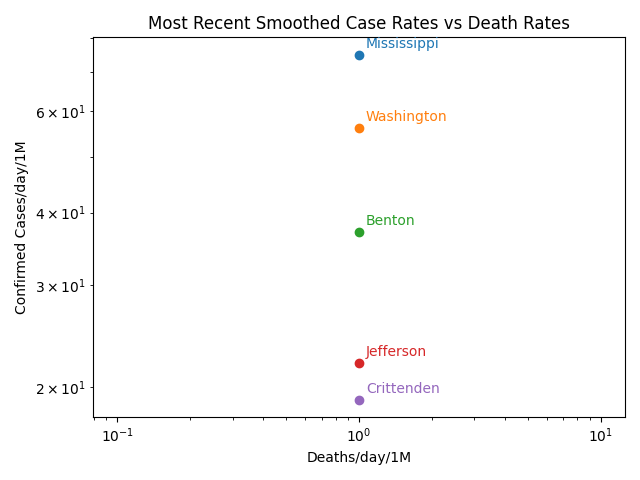 Most Recent Smoothed Case Rates vs Death Rates
Mississippi
Washington
Benton
Jefferson
Crittenden
6 × 10¹
4 × 10¹
3 × 10¹
2 × 10¹
Confirmed Cases/day/1M
10⁻¹
10⁰
10¹
Deaths/day/1M